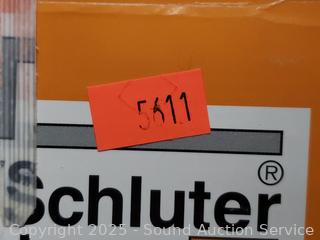 5611
®
Schluter
Copyright 2025 - Sound Auction Service